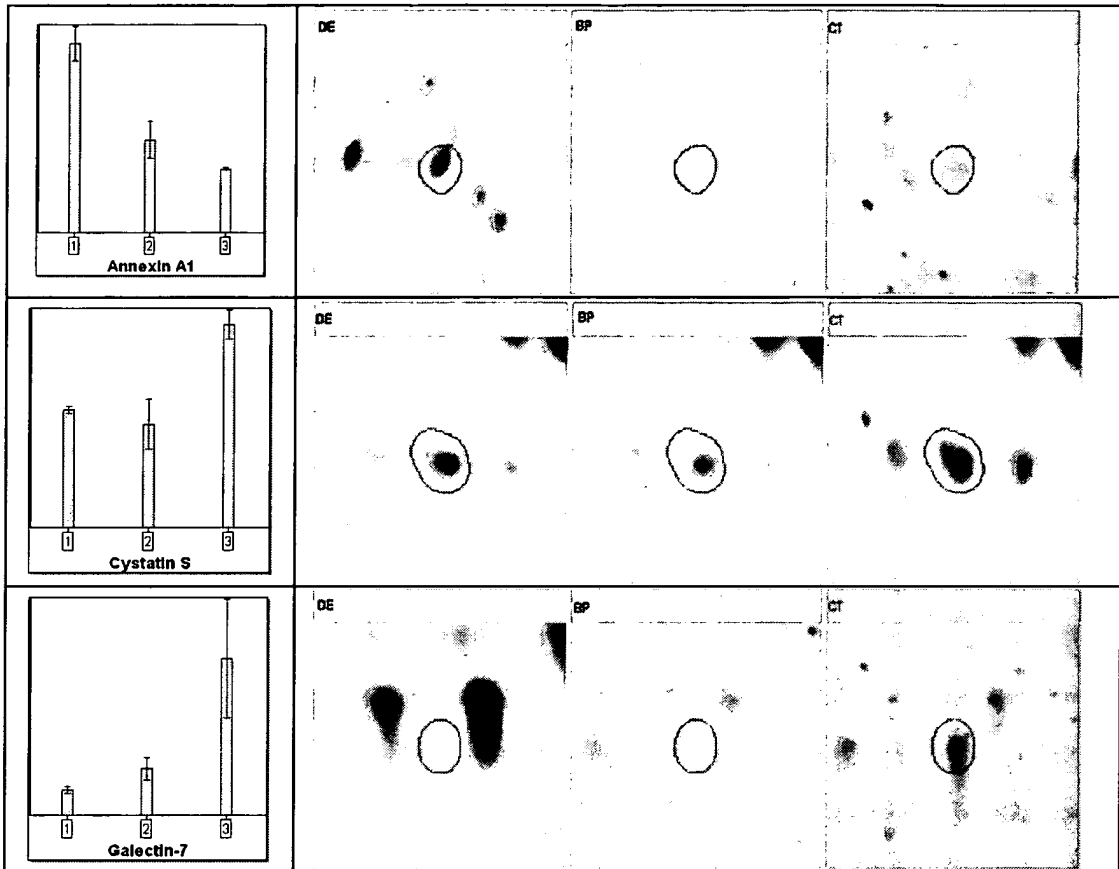 DE BP CT
1 2 3
Annexin A1
DE BP CT
1 2 3
Cystatin S
DE BP CT
1 2 3
Galectin-7